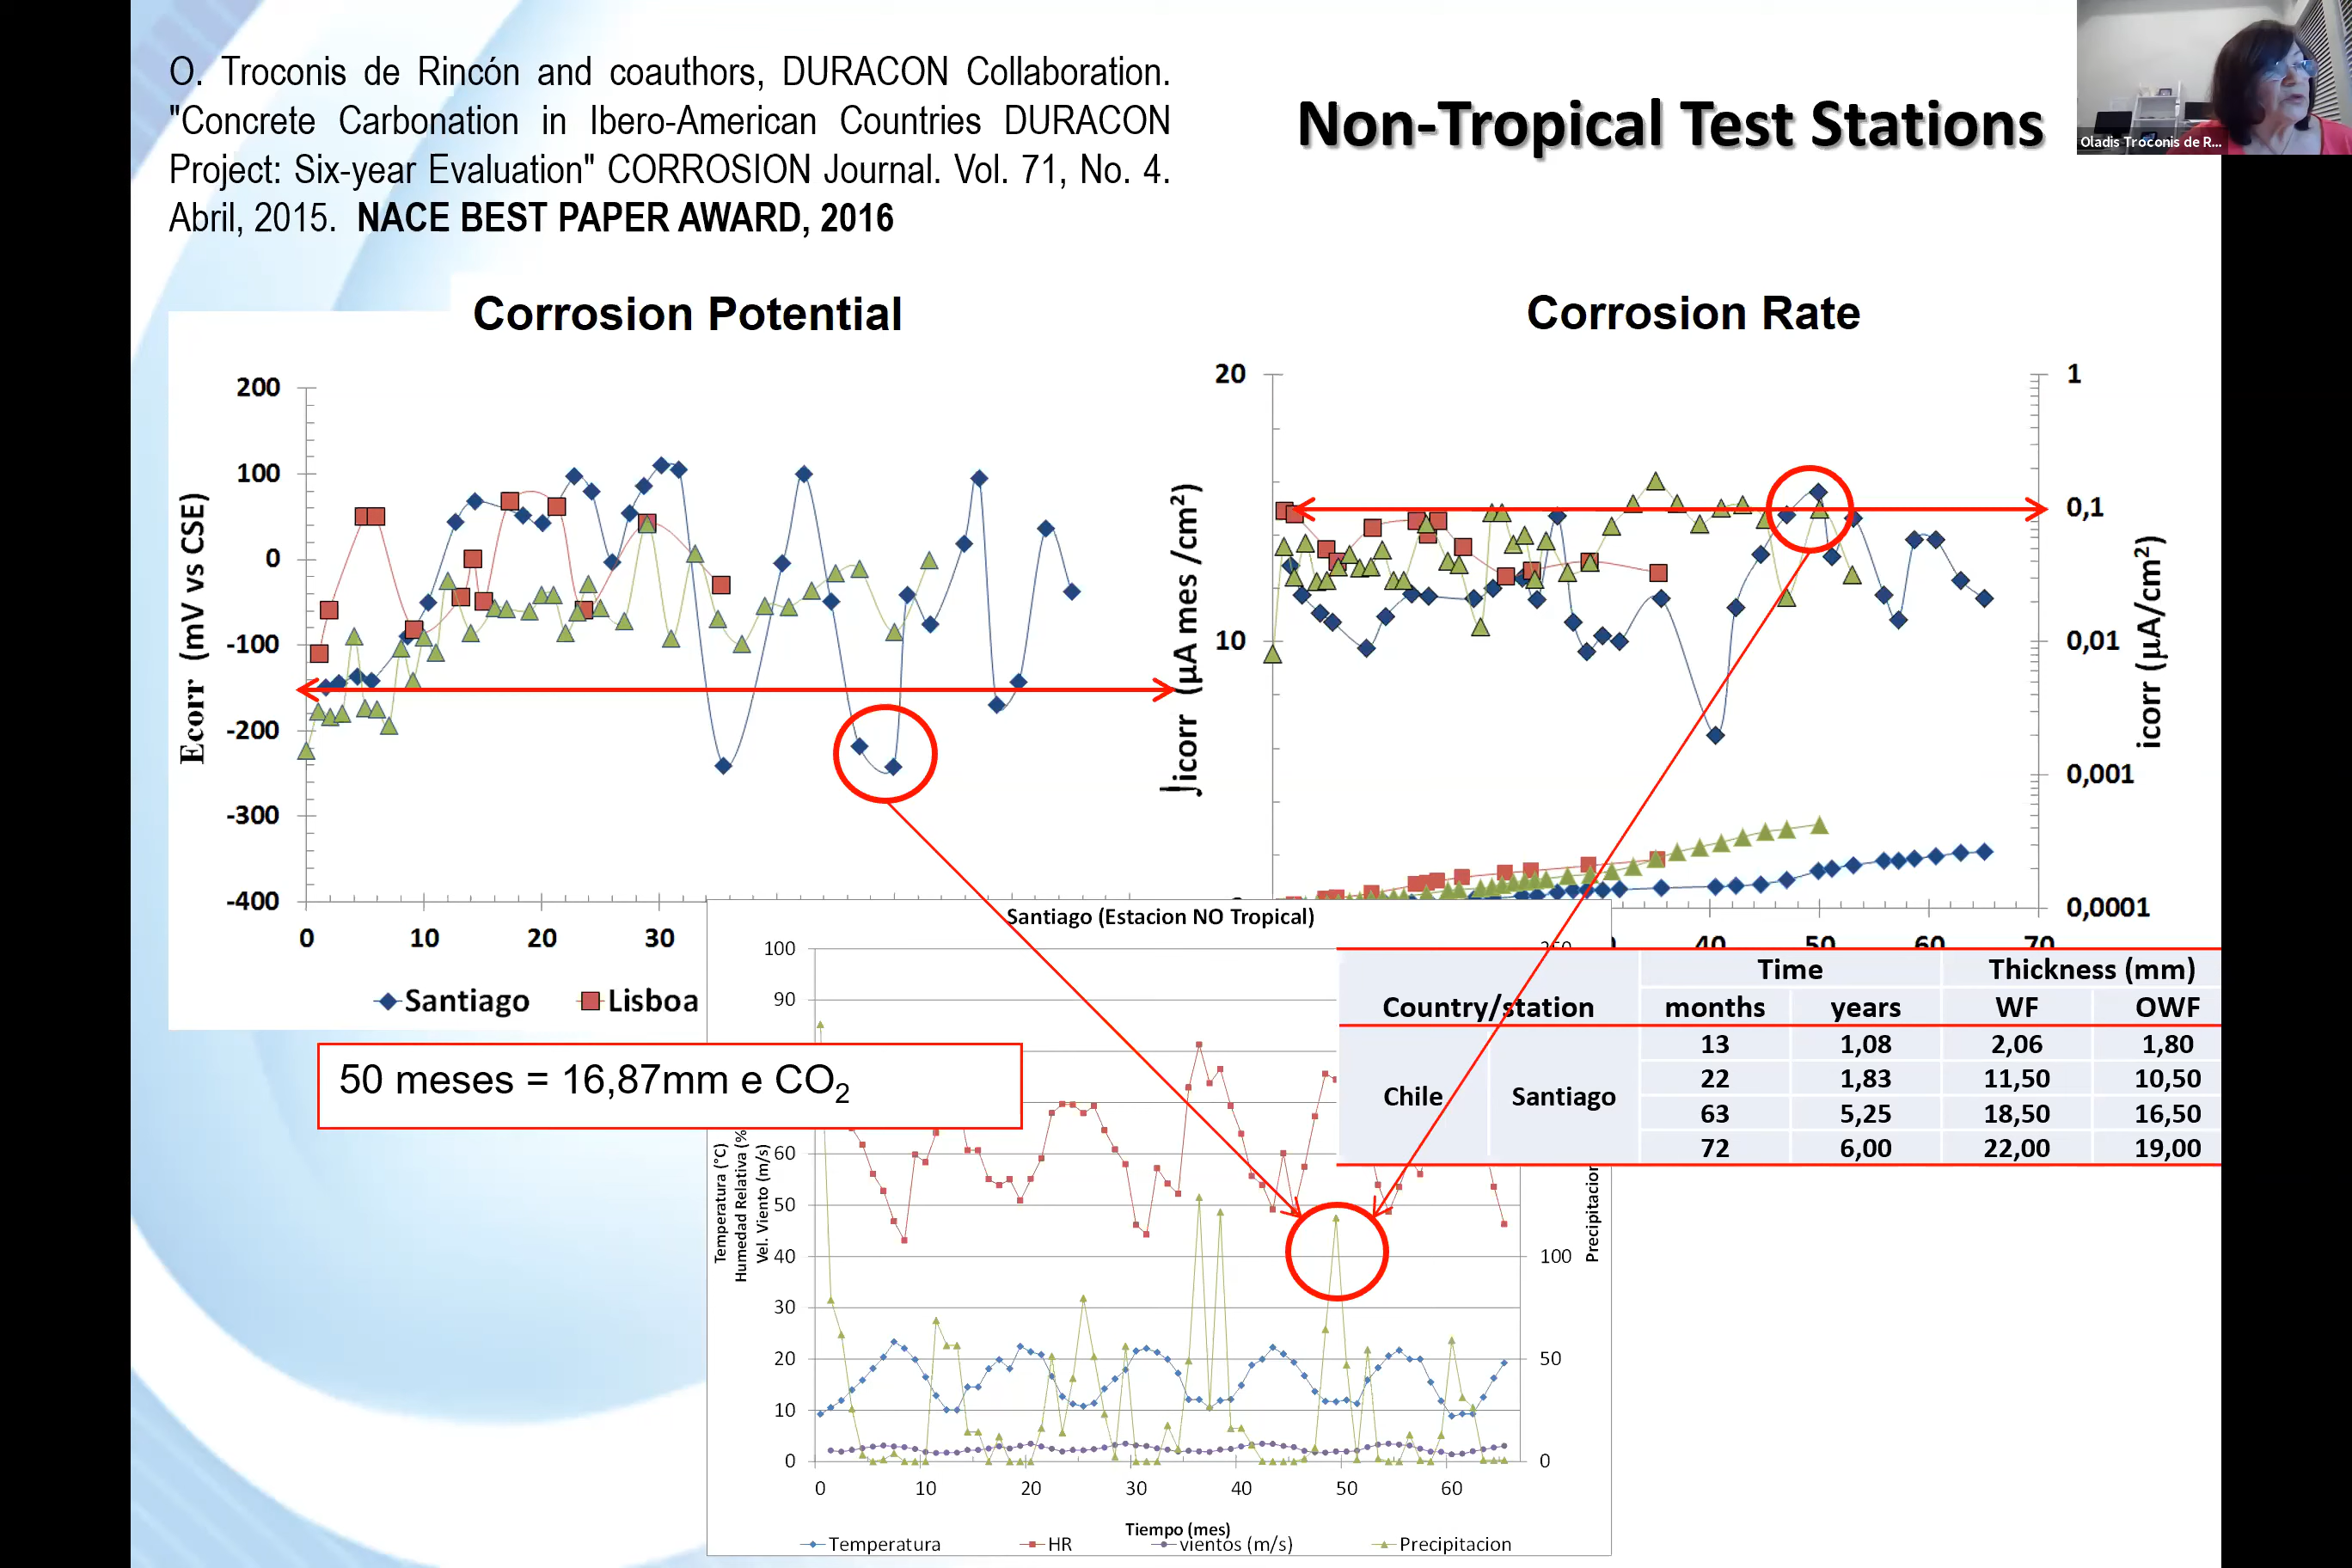 O. Troconis de Rincón and coauthors, DURACON Collaboration.
"Concrete Carbonation in Ibero-American Countries DURACON
Project: Six-year Evaluation" CORROSION Journal. Vol. 71, No. 4.
Abril, 2015. NACE BEST PAPER AWARD, 2016
Non-Tropical Test Stations
Oladis Troconis de R...
Corrosion Potential
200
100
0
-100
-200
-300
-400
Ecorr (mV vs CSE)
0 10 20 30
Santiago Lisboa
Corrosion Rate
20
10
∫icorr (µA mes /cm²)
1
0,1
0,01
0,001
0,0001
icorr (µA/cm²)
40 50 60 70
50 meses = 16,87mm e CO₂
Santiago (Estacion NO Tropical)
100
90
60
50
40
30
20
10
0
Temperatura (°C)
Humedad Relativa (%
Vel. Viento (m/s)
100
50
0
Precipitacion
0 10 20 30 40 50 60
Tiempo (mes)
Temperatura HR vientos (m/s) Precipitacion
Country/station Time Thickness (mm)
months years WF OWF
Chile Santiago
13 1,08 2,06 1,80
22 1,83 11,50 10,50
63 5,25 18,50 16,50
72 6,00 22,00 19,00